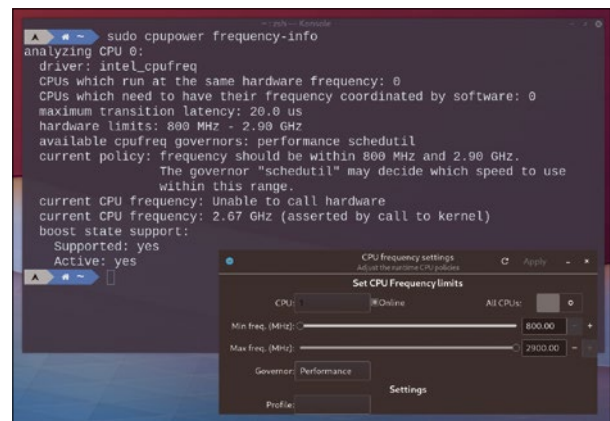 ~ : zsh — Konsole
~ sudo cpupower frequency-info
analyzing CPU 0:
driver: intel_cpufreq
CPUs which run at the same hardware frequency: 0
CPUs which need to have their frequency coordinated by software: 0
maximum transition latency: 20.0 us
hardware limits: 800 MHz - 2.90 GHz
available cpufreq governors: performance schedutil
current policy: frequency should be within 800 MHz and 2.90 GHz.
The governor "schedutil" may decide which speed to use
within this range.
current CPU frequency: Unable to call hardware
current CPU frequency: 2.67 GHz (asserted by call to kernel)
boost state support:
Supported: yes
Active: yes
~
CPU frequency settings
Adjust the runtime CPU policies
Apply
Set CPU Frequency limits
CPU: 1 Online All CPUs:
Min freq. (MHz): 800.00 - +
Max freq. (MHz): 2900.00 - +
Governor: Performance
Settings
Profile: